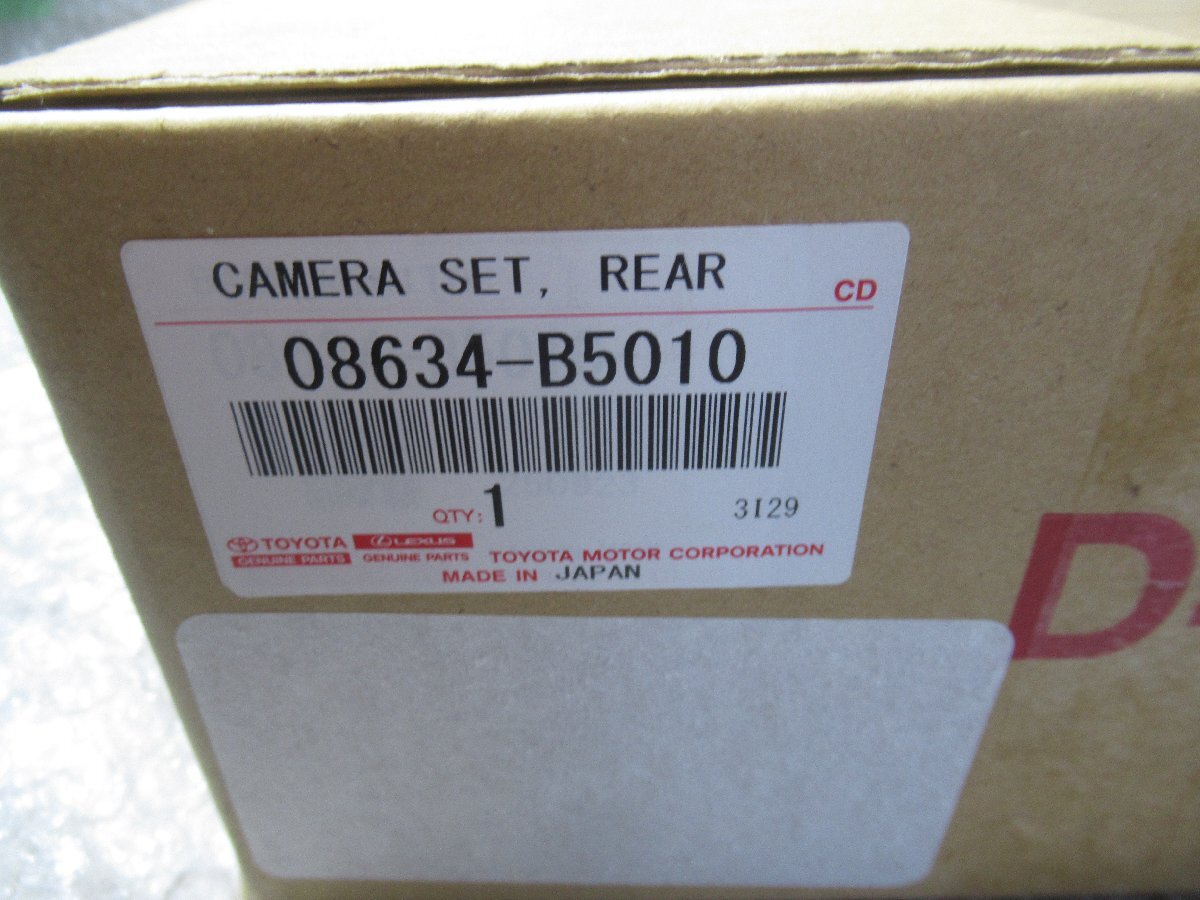 CAMERA SET, REAR
CD
08634-B5010
QTY: 1
3I29
TOYOTA LEXUS
GENUINE PARTS GENUINE PARTS TOYOTA MOTOR CORPORATION
MADE IN JAPAN
D